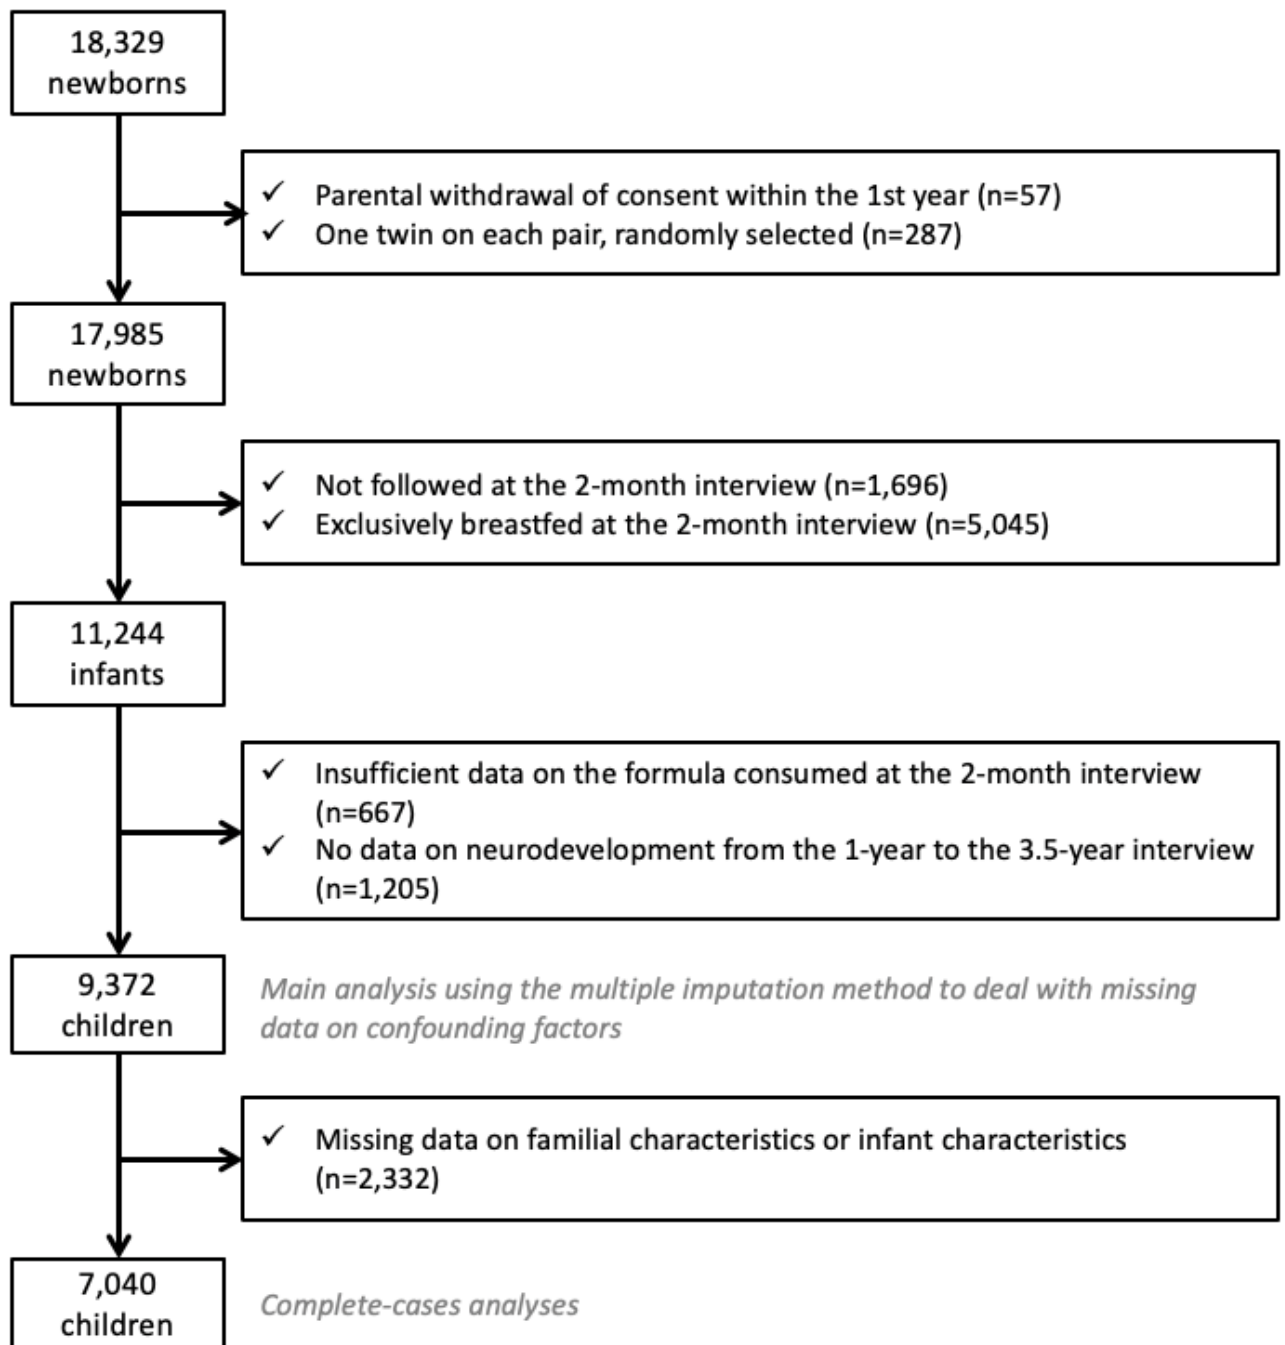 18,329
newborns
✓ Parental withdrawal of consent within the 1st year (n=57)
✓ One twin on each pair, randomly selected (n=287)
17,985
newborns
✓ Not followed at the 2-month interview (n=1,696)
✓ Exclusively breastfed at the 2-month interview (n=5,045)
11,244
infants
✓ Insufficient data on the formula consumed at the 2-month interview
(n=667)
✓ No data on neurodevelopment from the 1-year to the 3.5-year interview
(n=1,205)
9,372
children
Main analysis using the multiple imputation method to deal with missing
data on confounding factors
✓ Missing data on familial characteristics or infant characteristics
(n=2,332)
7,040
children
Complete-cases analyses